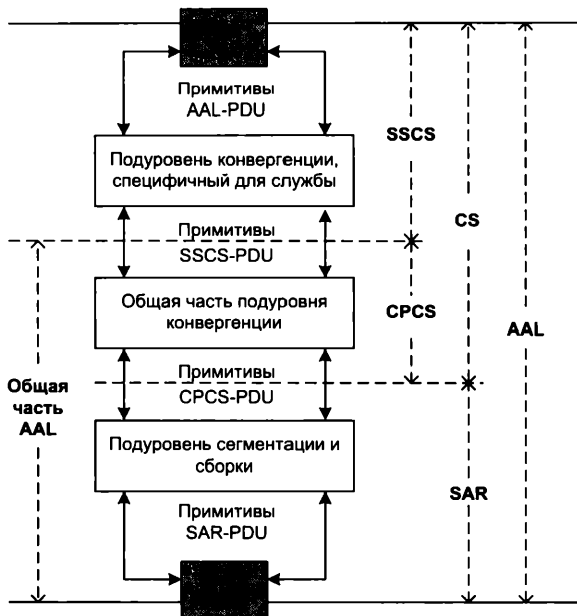 Примитивы
AAL-PDU
SSCS
Подуровень конвергенции,
специфичный для службы
Примитивы
SSCS-PDU
CS
Общая часть подуровня
конвергенции
CPCS
AAL
Примитивы
CPCS-PDU
Общая
часть
AAL
Подуровень сегментации и
сборки
SAR
Примитивы
SAR-PDU